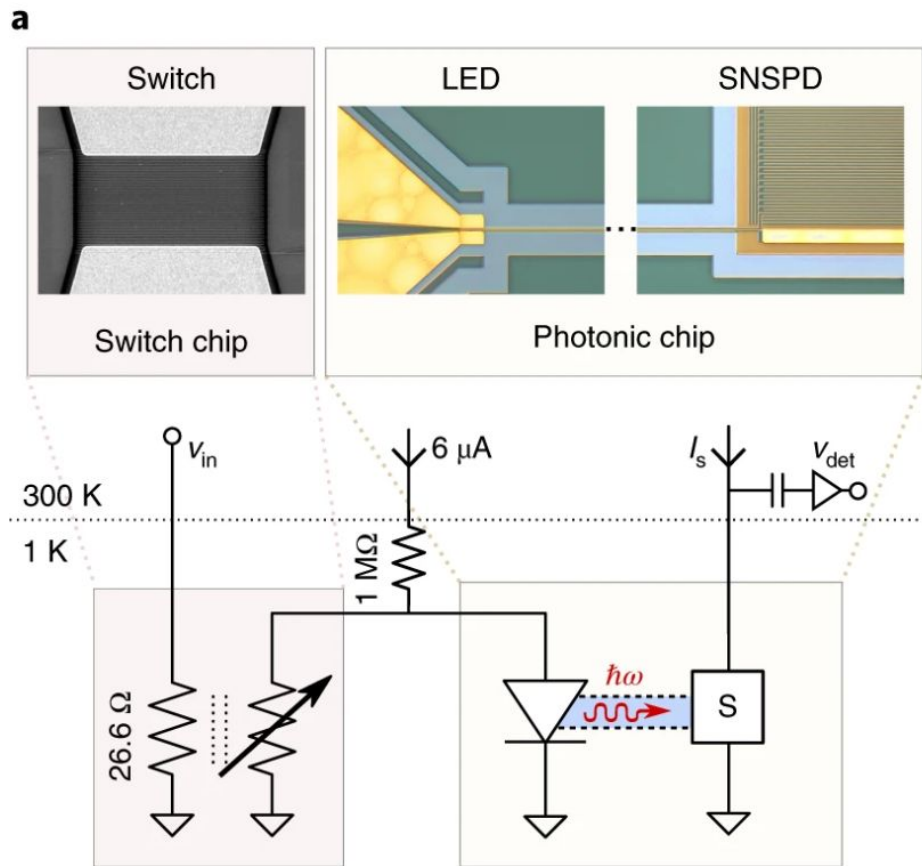 a
Switch
LED
SNSPD
Switch chip
Photonic chip
v_in
6 μA
I_s
v_det
300 K
1 K
1 MΩ
26.6 Ω
ħω
S